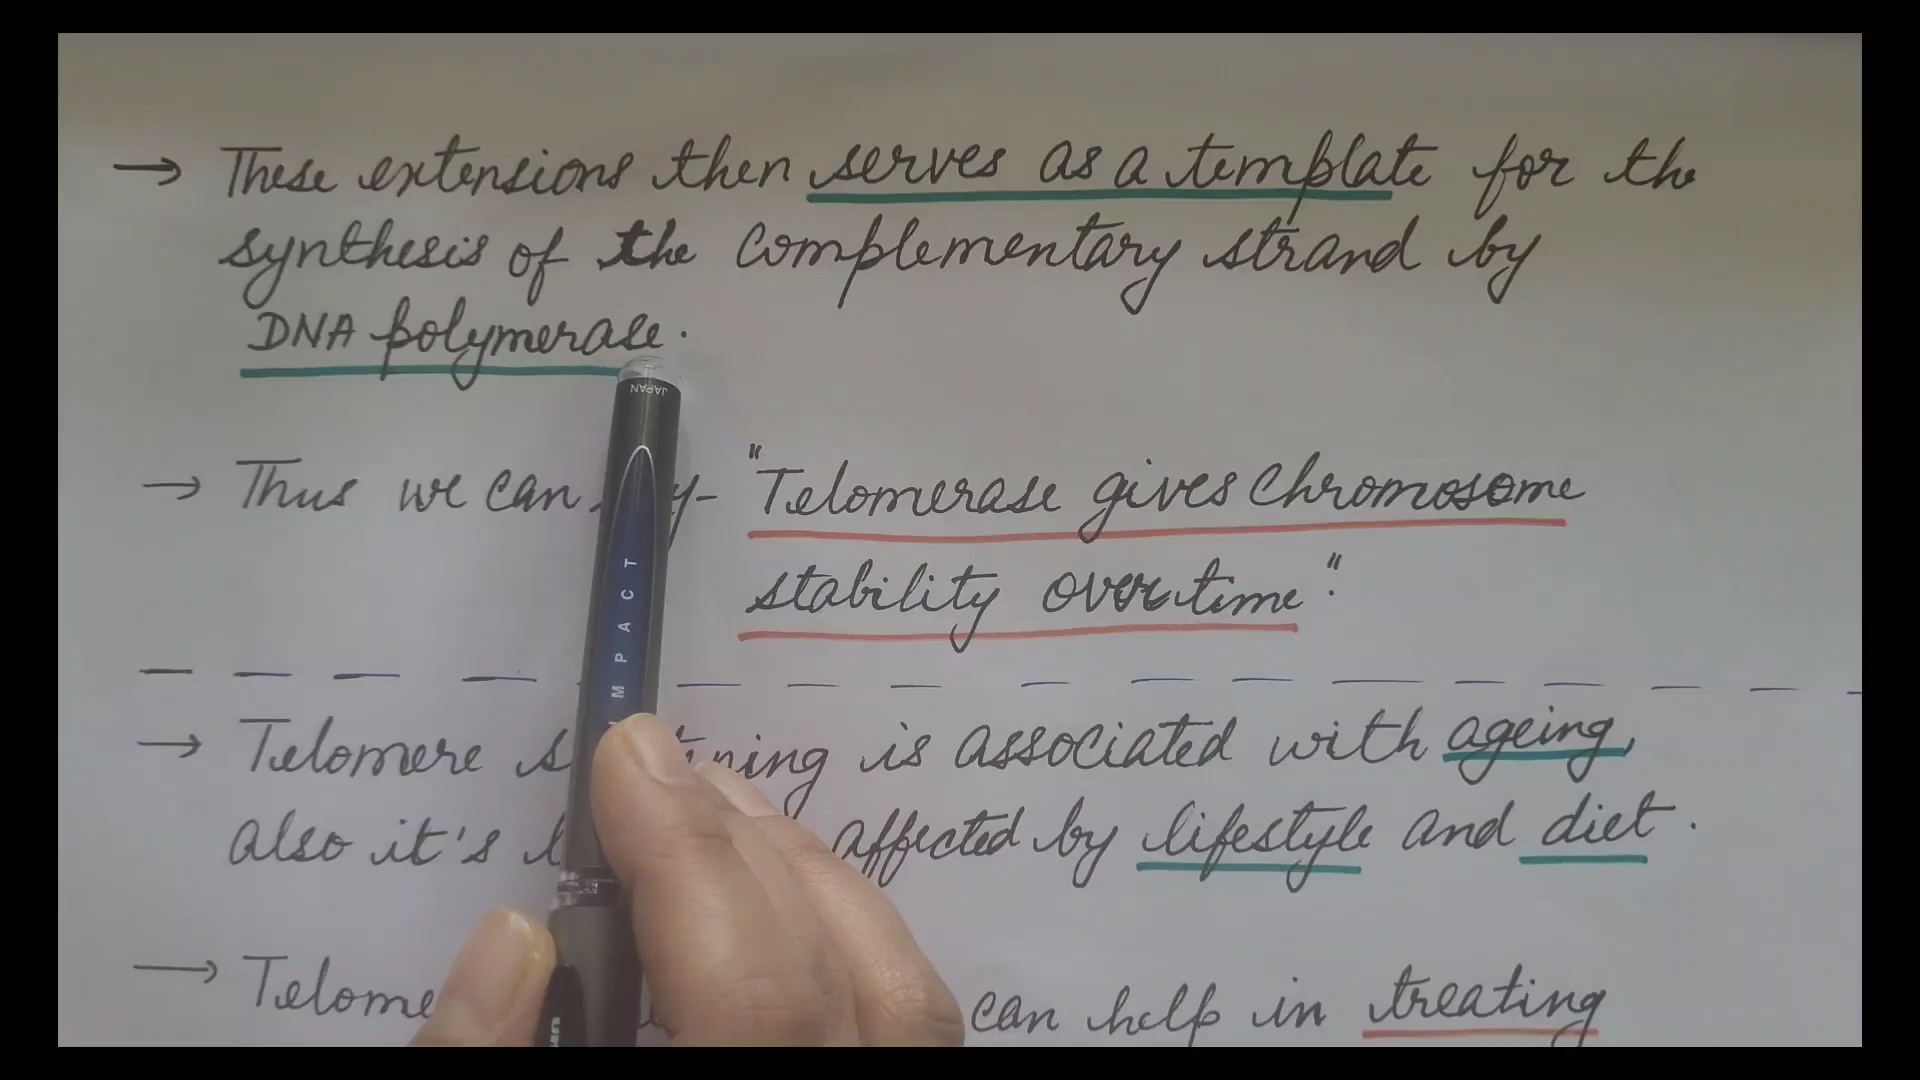 → These extensions then serves as a template for the
synthesis of the complementary strand by
DNA polymerase.
→ Thus we can "Telomerase gives chromosome
stability over time".
→ Telomere is associated with ageing,
also it's affected by lifestyle and diet.
→ can help in treating
JAPAN
IMPACT